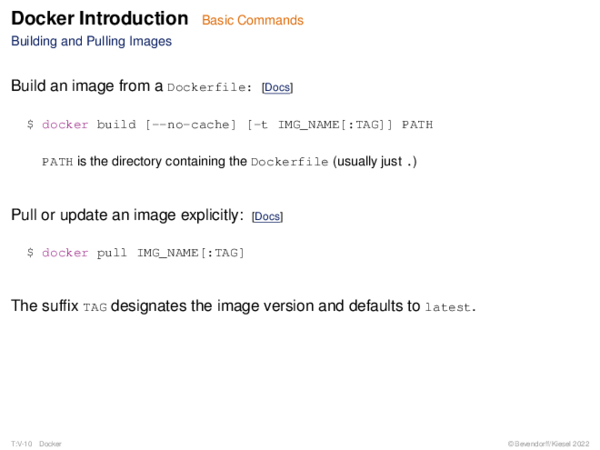 Docker Introduction Basic Commands
Building and Pulling Images
Build an image from a Dockerfile: [Docs]
$ docker build [--no-cache] [-t IMG_NAME[:TAG]] PATH
PATH is the directory containing the Dockerfile (usually just .)
Pull or update an image explicitly: [Docs]
$ docker pull IMG_NAME[:TAG]
The suffix TAG designates the image version and defaults to latest.
T:V-10 Docker © Bevendorff/Kiesel 2022